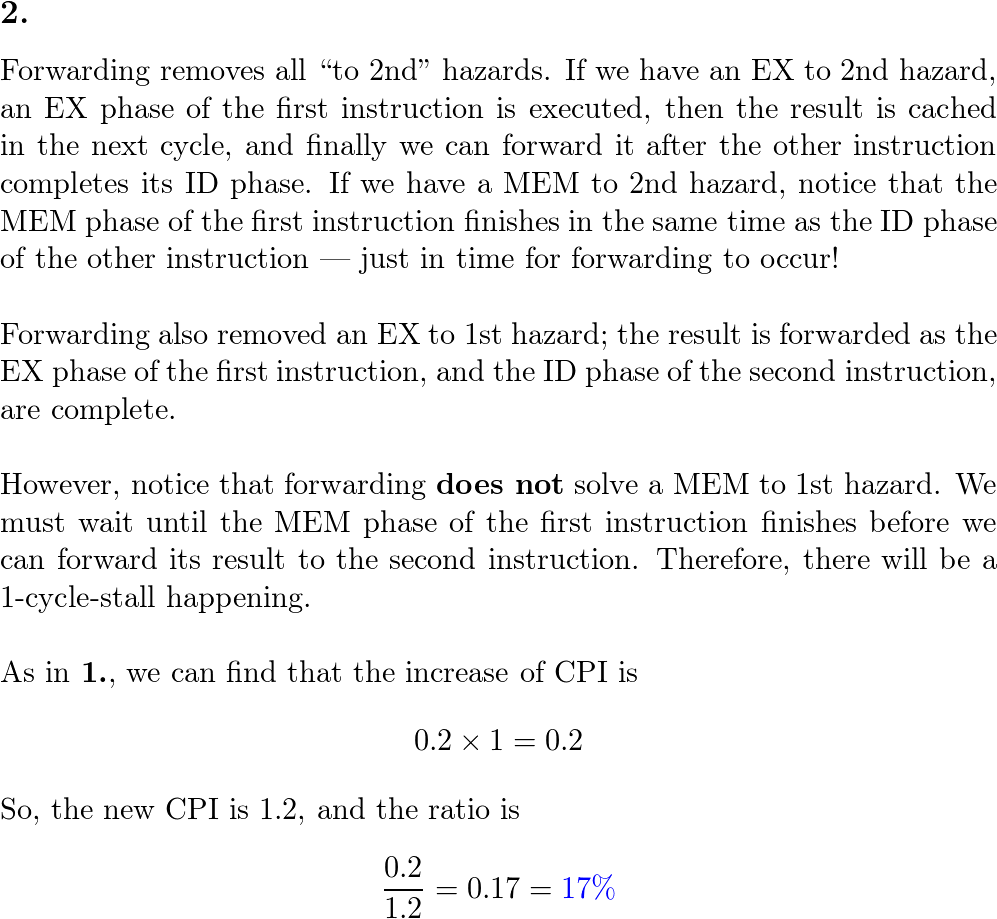 2.
Forwarding removes all “to 2nd” hazards. If we have an EX to 2nd hazard,
an EX phase of the first instruction is executed, then the result is cached
in the next cycle, and finally we can forward it after the other instruction
completes its ID phase. If we have a MEM to 2nd hazard, notice that the
MEM phase of the first instruction finishes in the same time as the ID phase
of the other instruction — just in time for forwarding to occur!
Forwarding also removed an EX to 1st hazard; the result is forwarded as the
EX phase of the first instruction, and the ID phase of the second instruction,
are complete.
However, notice that forwarding does not solve a MEM to 1st hazard. We
must wait until the MEM phase of the first instruction finishes before we
can forward its result to the second instruction. Therefore, there will be a
1-cycle-stall happening.
As in 1., we can find that the increase of CPI is
0.2 × 1 = 0.2
So, the new CPI is 1.2, and the ratio is
0.2
1.2
= 0.17 = 17%